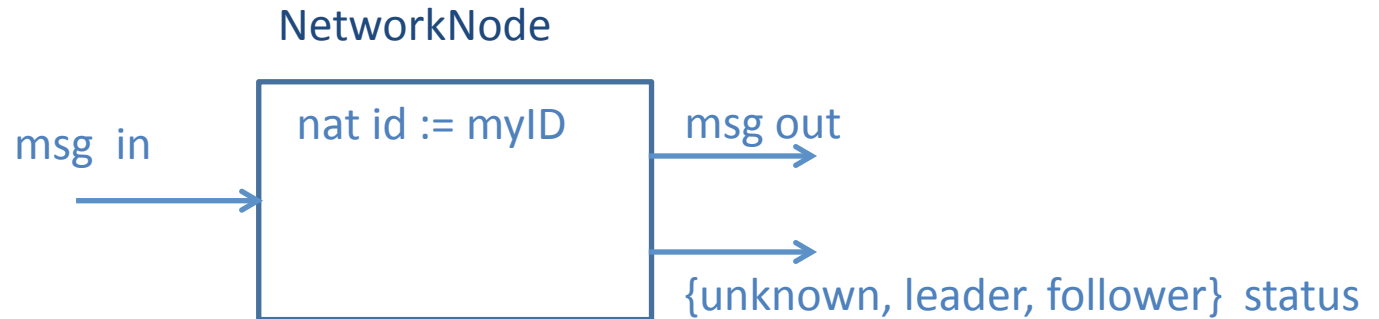 NetworkNode
nat id := myID
msg out
msg in
{unknown, leader, follower} status